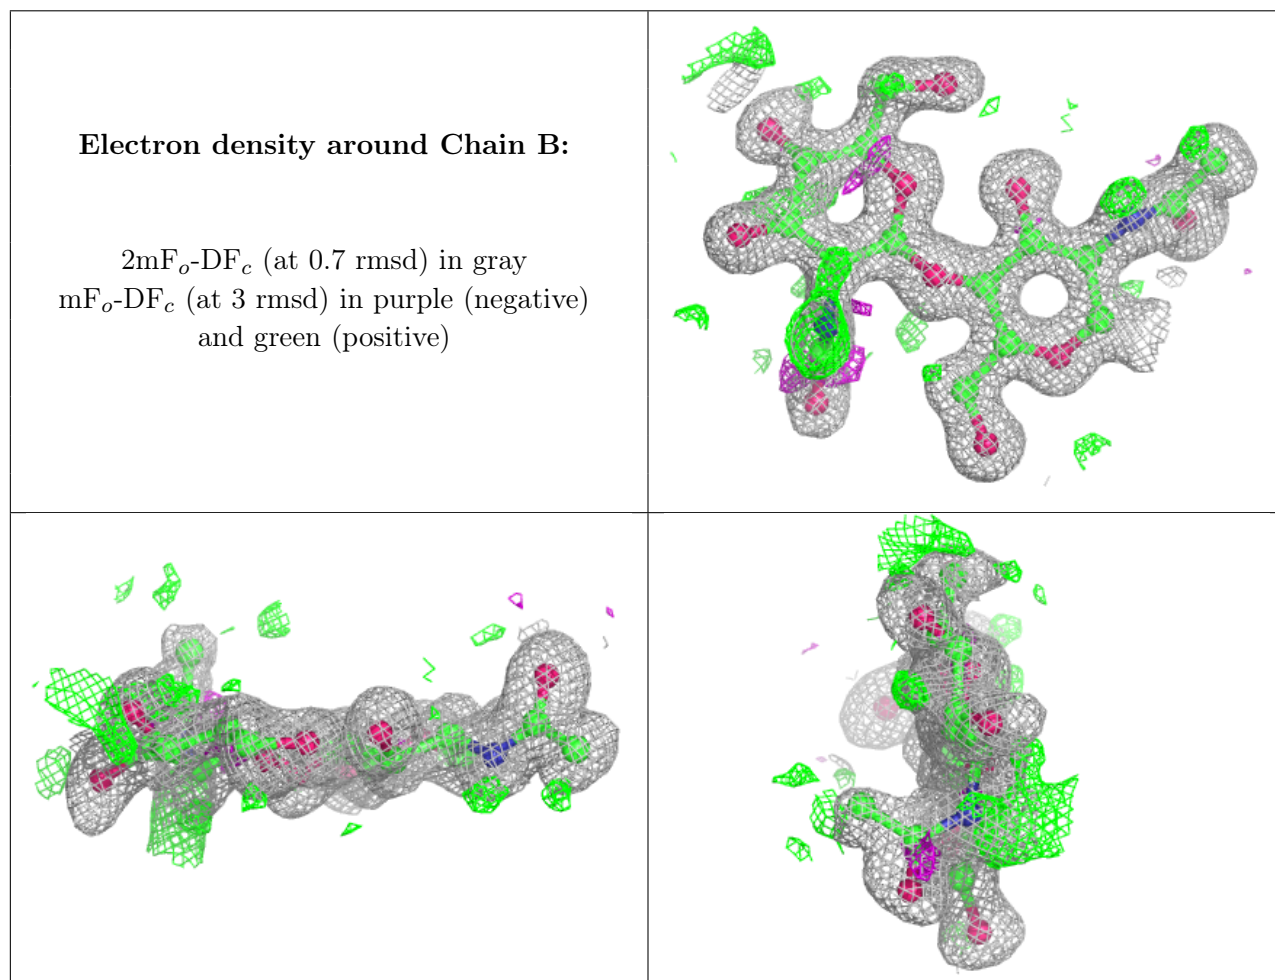 Electron density around Chain B:
2mFo-DFc (at 0.7 rmsd) in gray
mFo-DFc (at 3 rmsd) in purple (negative)
and green (positive)